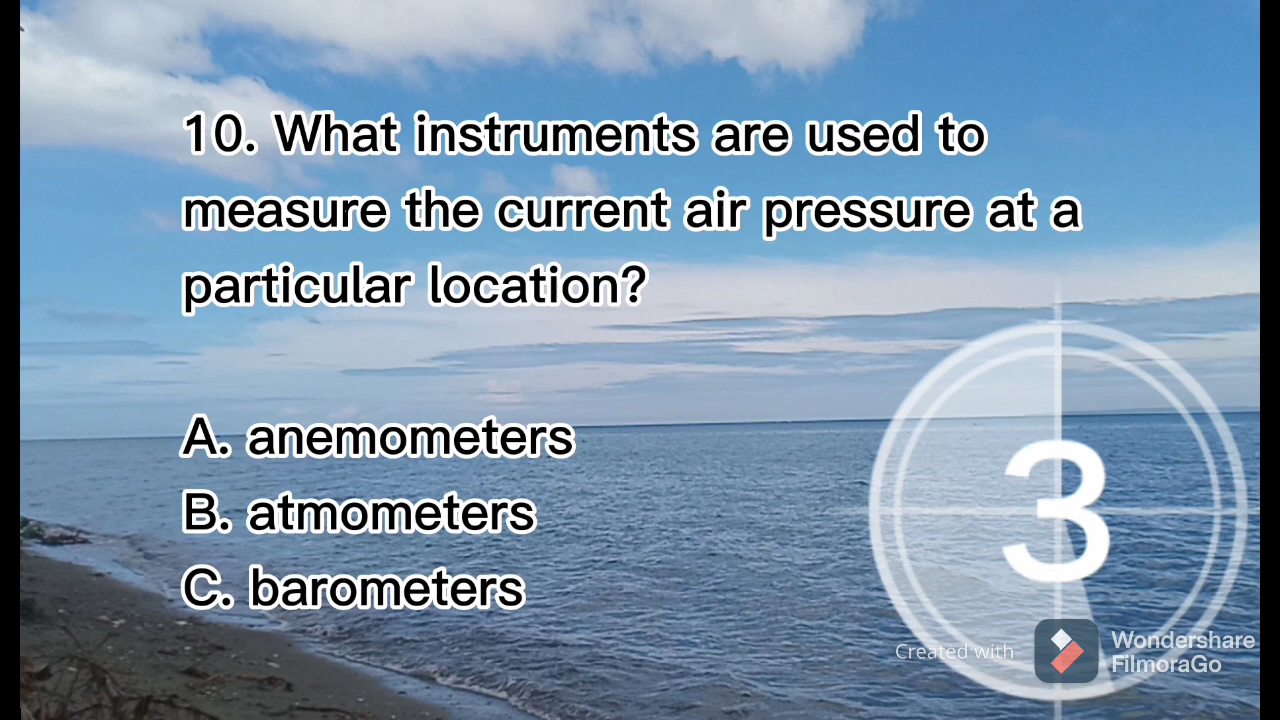 10. What instruments are used to
measure the current air pressure at a
particular location?
A. anemometers
B. atmometers
C. barometers
3
Created with
Wondershare
FilmoraGo